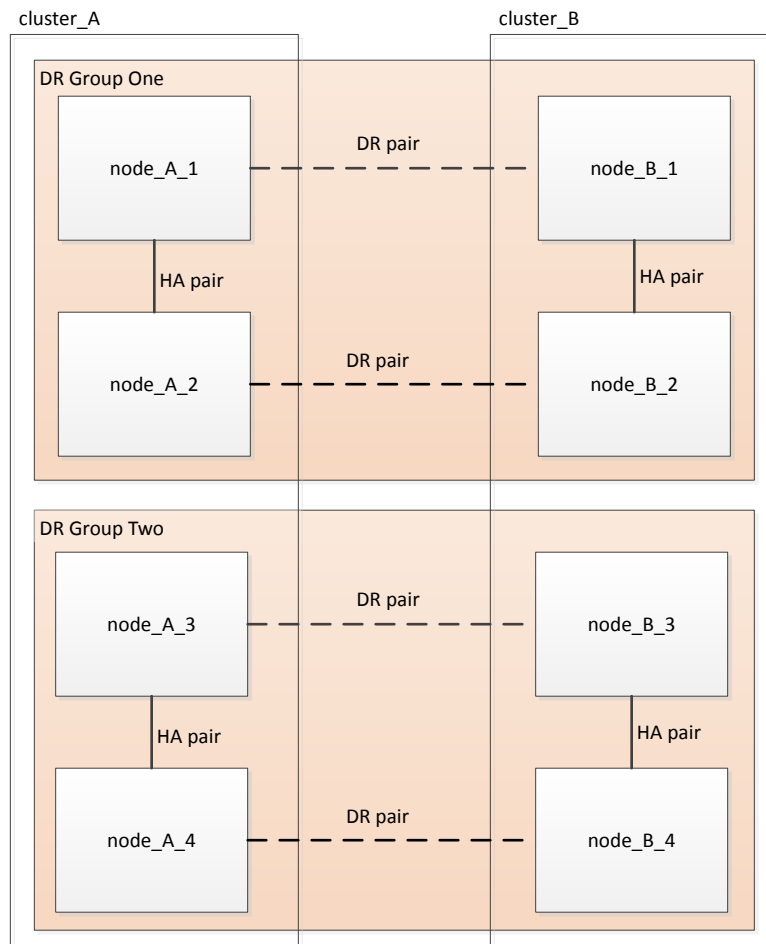 cluster_A
cluster_B
DR Group One
node_A_1
DR pair
node_B_1
HA pair
HA pair
node_A_2
DR pair
node_B_2
DR Group Two
node_A_3
DR pair
node_B_3
HA pair
HA pair
node_A_4
DR pair
node_B_4